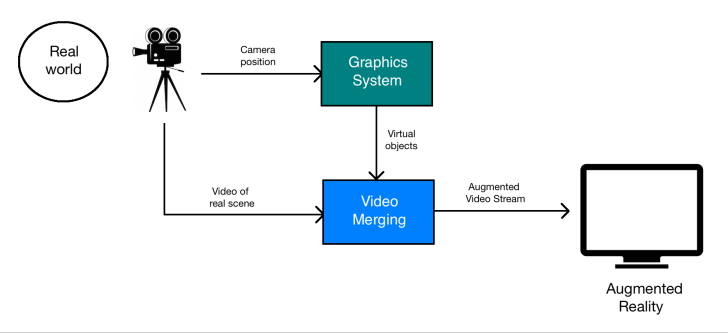 Real
world
Camera
position
Graphics
System
Virtual
objects
Video of
real scene
Video
Merging
Augmented
Video Stream
Augmented
Reality